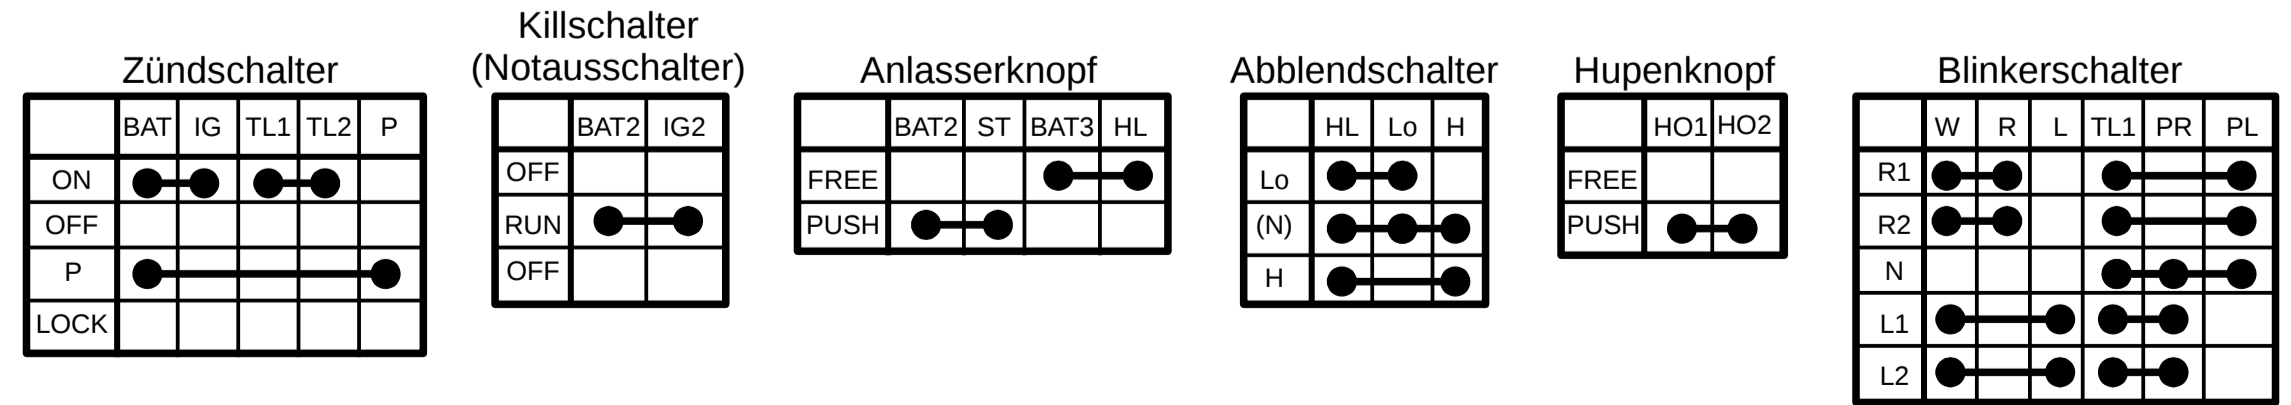 Zündschalter
BAT IG TL1 TL2 P
ON
OFF
P
LOCK
Killschalter
(Notausschalter)
BAT2 IG2
OFF
RUN
OFF
Anlasserknopf
BAT2 ST BAT3 HL
FREE
PUSH
Abblendschalter
HL Lo H
Lo
(N)
H
Hupenknopf
HO1 HO2
FREE
PUSH
Blinkerschalter
W R L TL1 PR PL
R1
R2
N
L1
L2